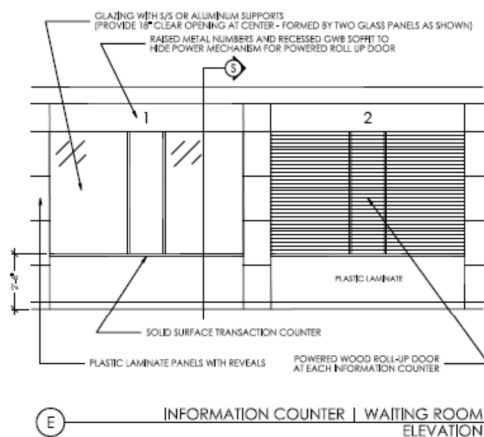 GLAZING WITH S/S OR ALUMINUM SUPPORTS
(PROVIDE 18" CLEAR OPENING AT CENTER - FORMED BY TWO GLASS PANELS AS SHOWN)
RAISED METAL NUMBERS AND RECESSED GWB SOFFIT TO
HIDE POWER MECHANISM FOR POWERED ROLL UP DOOR
S
1
2
2'-6"
PLASTIC LAMINATE
SOLID SURFACE TRANSACTION COUNTER
PLASTIC LAMINATE PANELS WITH REVEALS
POWERED WOOD ROLL-UP DOOR
AT EACH INFORMATION COUNTER
E
INFORMATION COUNTER | WAITING ROOM
ELEVATION